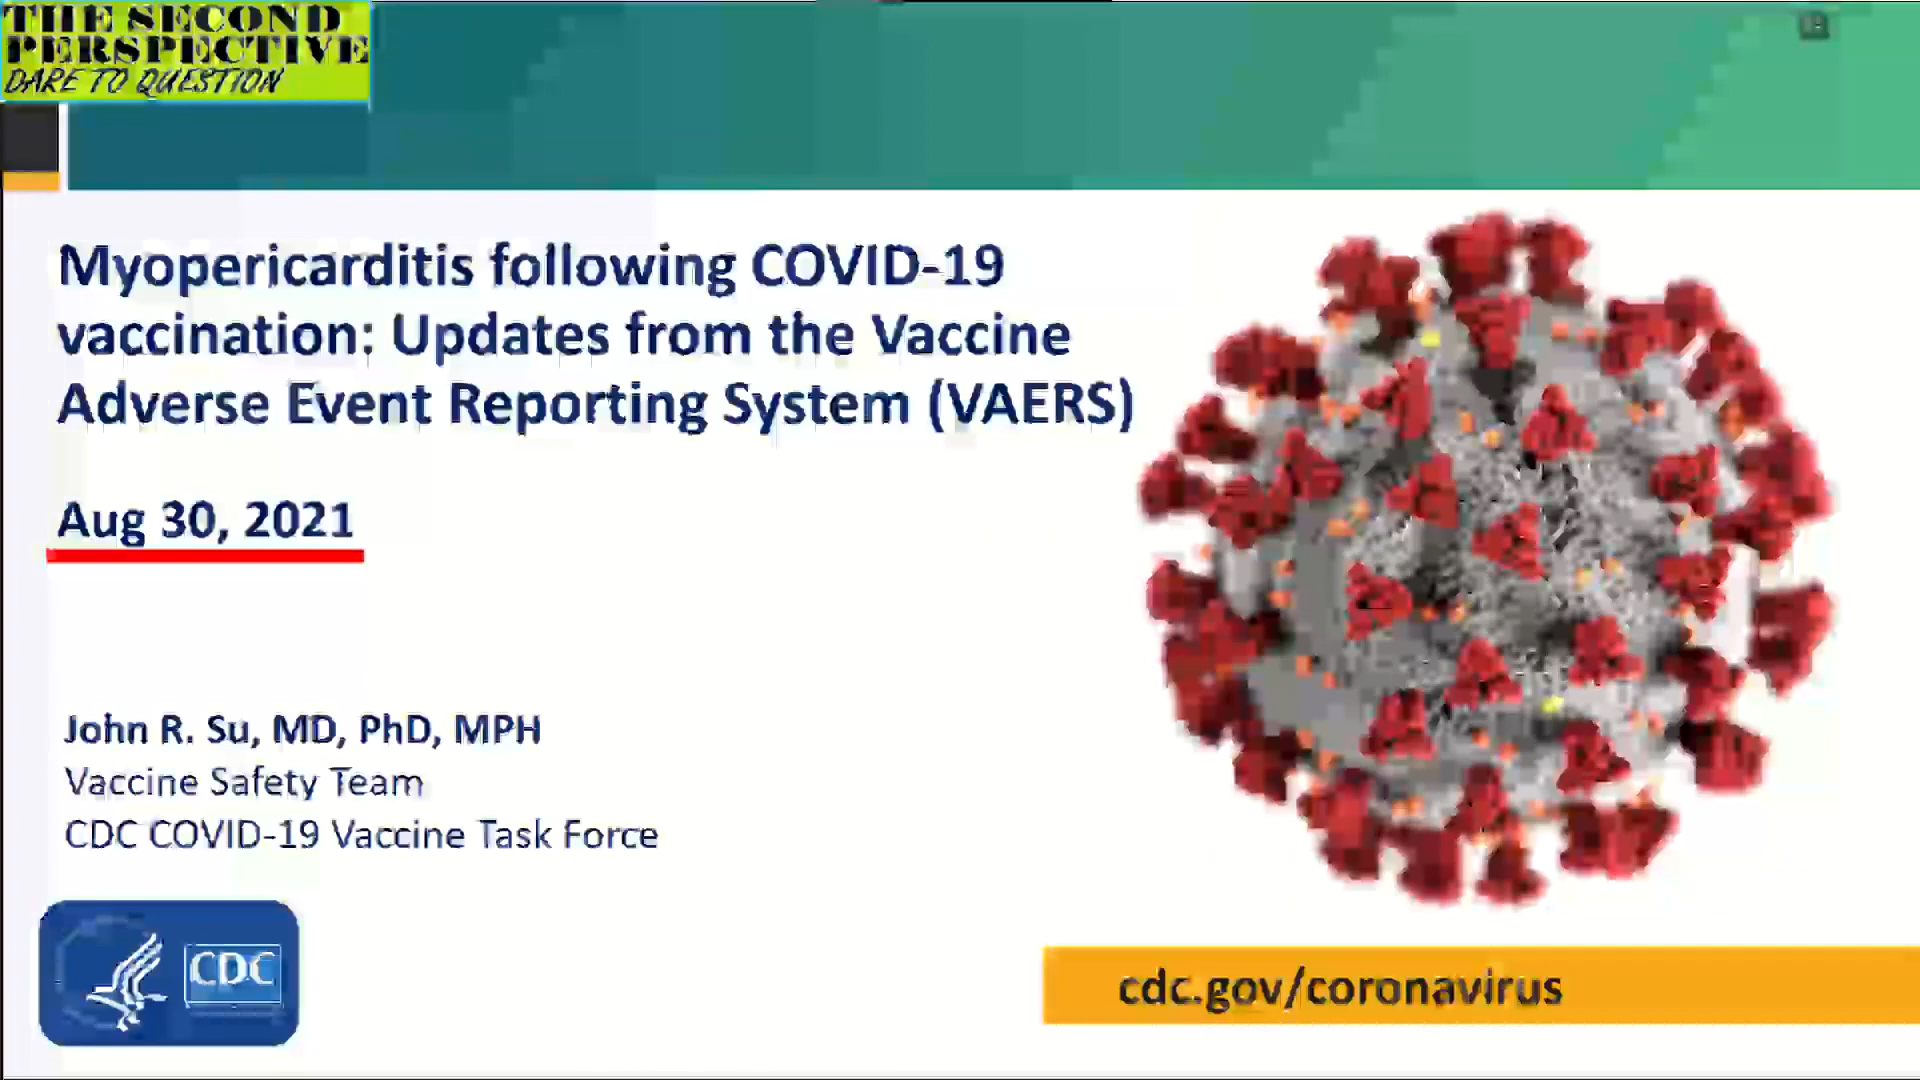 THE SECOND
PERSPECTIVE
DARE TO QUESTION
Myopericarditis following COVID-19
vaccination: Updates from the Vaccine
Adverse Event Reporting System (VAERS)
Aug 30, 2021
John R. Su, MD, PhD, MPH
Vaccine Safety Team
CDC COVID-19 Vaccine Task Force
CDC
cdc.gov/coronavirus